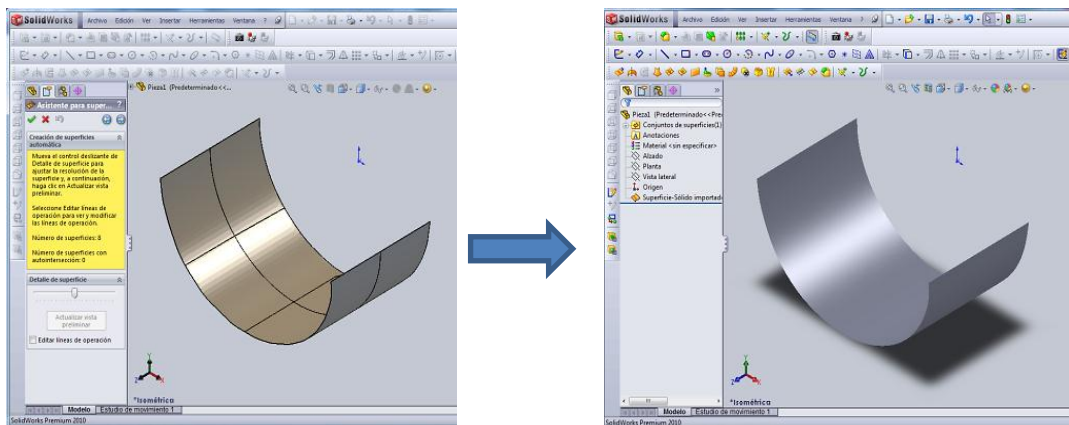 SolidWorks Archivo Edición Ver Insertar Herramientas Ventana ?
Pieza1 (Predeterminado<<...
Asistente para super... ?
Creación de superficies
automática
Mueva el control deslizante de
Detalle de superficie para
ajustar la resolución de la
superficie y, a continuación,
haga clic en Actualizar vista
preliminar.
Seleccione Editar líneas de
operación para ver y modificar
las líneas de operación.
Número de superficies: 8
Número de superficies con
autointersección: 0
Detalle de superficie
Actualizar vista
preliminar
Editar líneas de operación
Y
Z
X
*Isométrica
Modelo Estudio de movimiento 1
SolidWorks Premium 2010
SolidWorks Archivo Edición Ver Insertar Herramientas Ventana ?
Pieza1 (Predeterminado<<Pre
Conjuntos de superficies(1)
Anotaciones
Material <sin especificar>
Alzado
Planta
Vista lateral
Origen
Superficie-Sólido importad
Y
Z
X
*Isométrica
Modelo Estudio de movimiento 1
SolidWorks Premium 2010